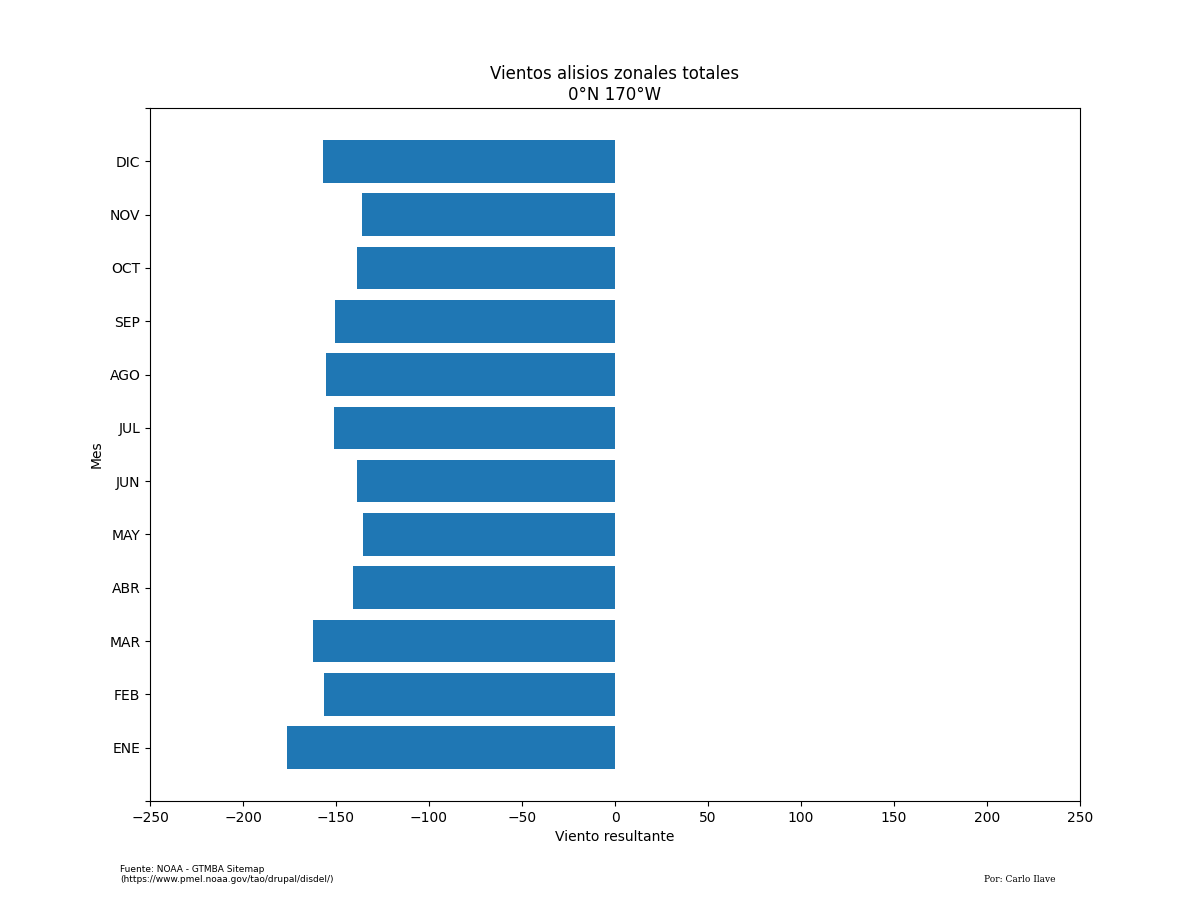 Vientos alisios zonales totales
0°N 170°W
DIC
NOV
OCT
SEP
AGO
JUL
JUN
MAY
ABR
MAR
FEB
ENE
Mes
−250 −200 −150 −100 −50 0 50 100 150 200 250
Viento resultante
Fuente: NOAA - GTMBA Sitemap
(https://www.pmel.noaa.gov/tao/drupal/disdel/)
Por: Carlo Ilave